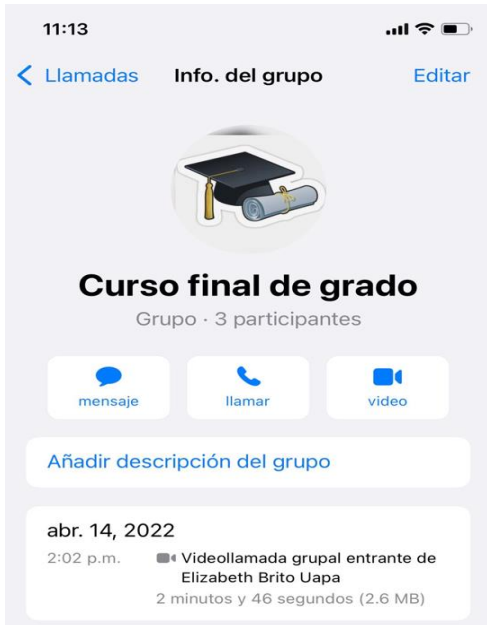 11:13
Llamadas Info. del grupo Editar
Curso final de grado
Grupo · 3 participantes
mensaje llamar video
Añadir descripción del grupo
abr. 14, 2022
2:02 p.m. Videollamada grupal entrante de
Elizabeth Brito Uapa
2 minutos y 46 segundos (2.6 MB)